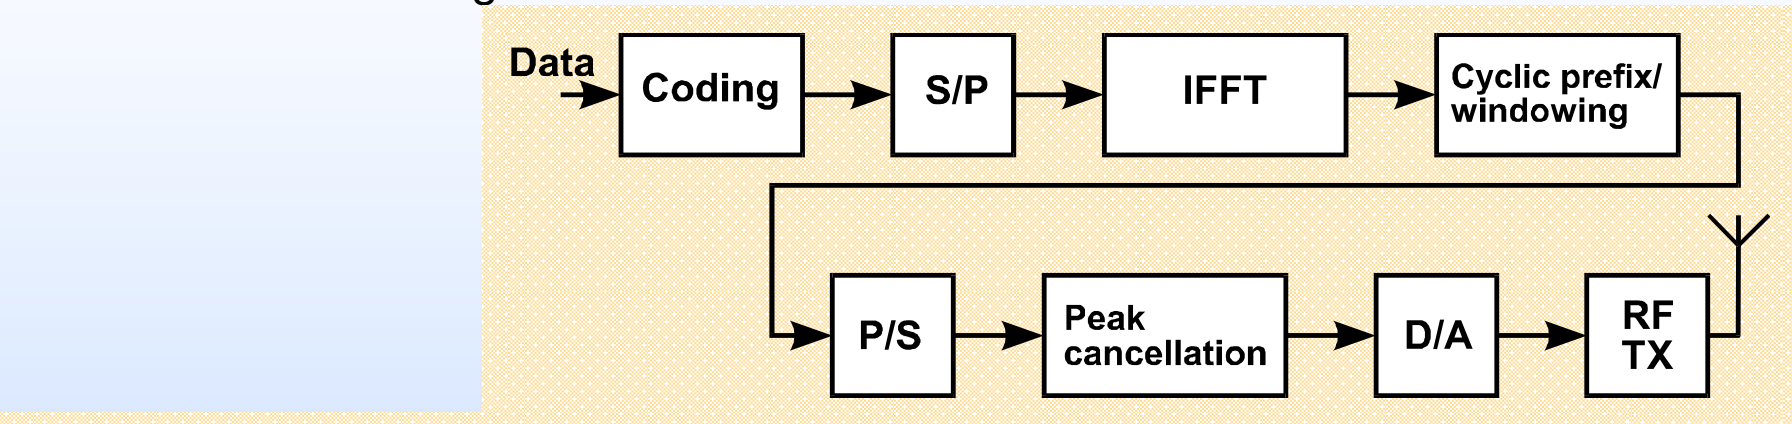 Data
Coding
S/P
IFFT
Cyclic prefix/
windowing
P/S
Peak
cancellation
D/A
RF
TX